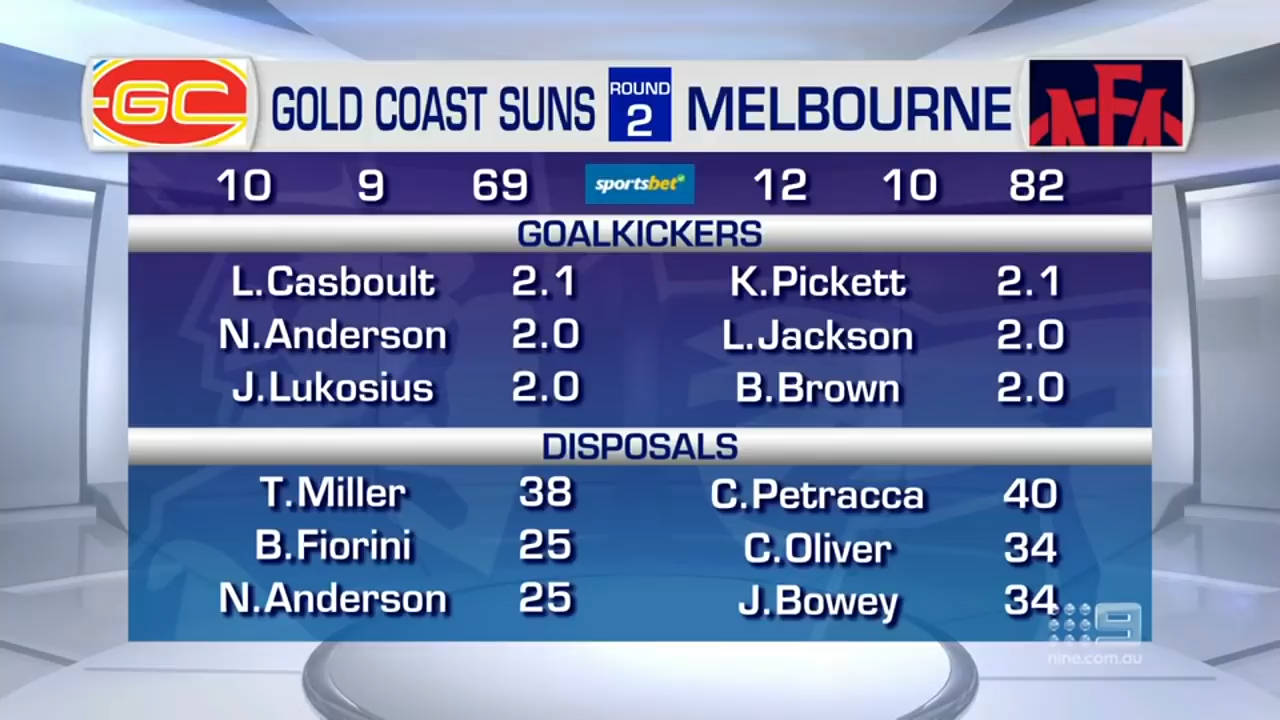 GC GOLD COAST SUNS ROUND 2 MELBOURNE MFC
10 9 69 sportsbet 12 10 82
GOALKICKERS
L.Casboult 2.1 K.Pickett 2.1
N.Anderson 2.0 L.Jackson 2.0
J.Lukosius 2.0 B.Brown 2.0
DISPOSALS
T.Miller 38 C.Petracca 40
B.Fiorini 25 C.Oliver 34
N.Anderson 25 J.Bowey 34
9
nine.com.au